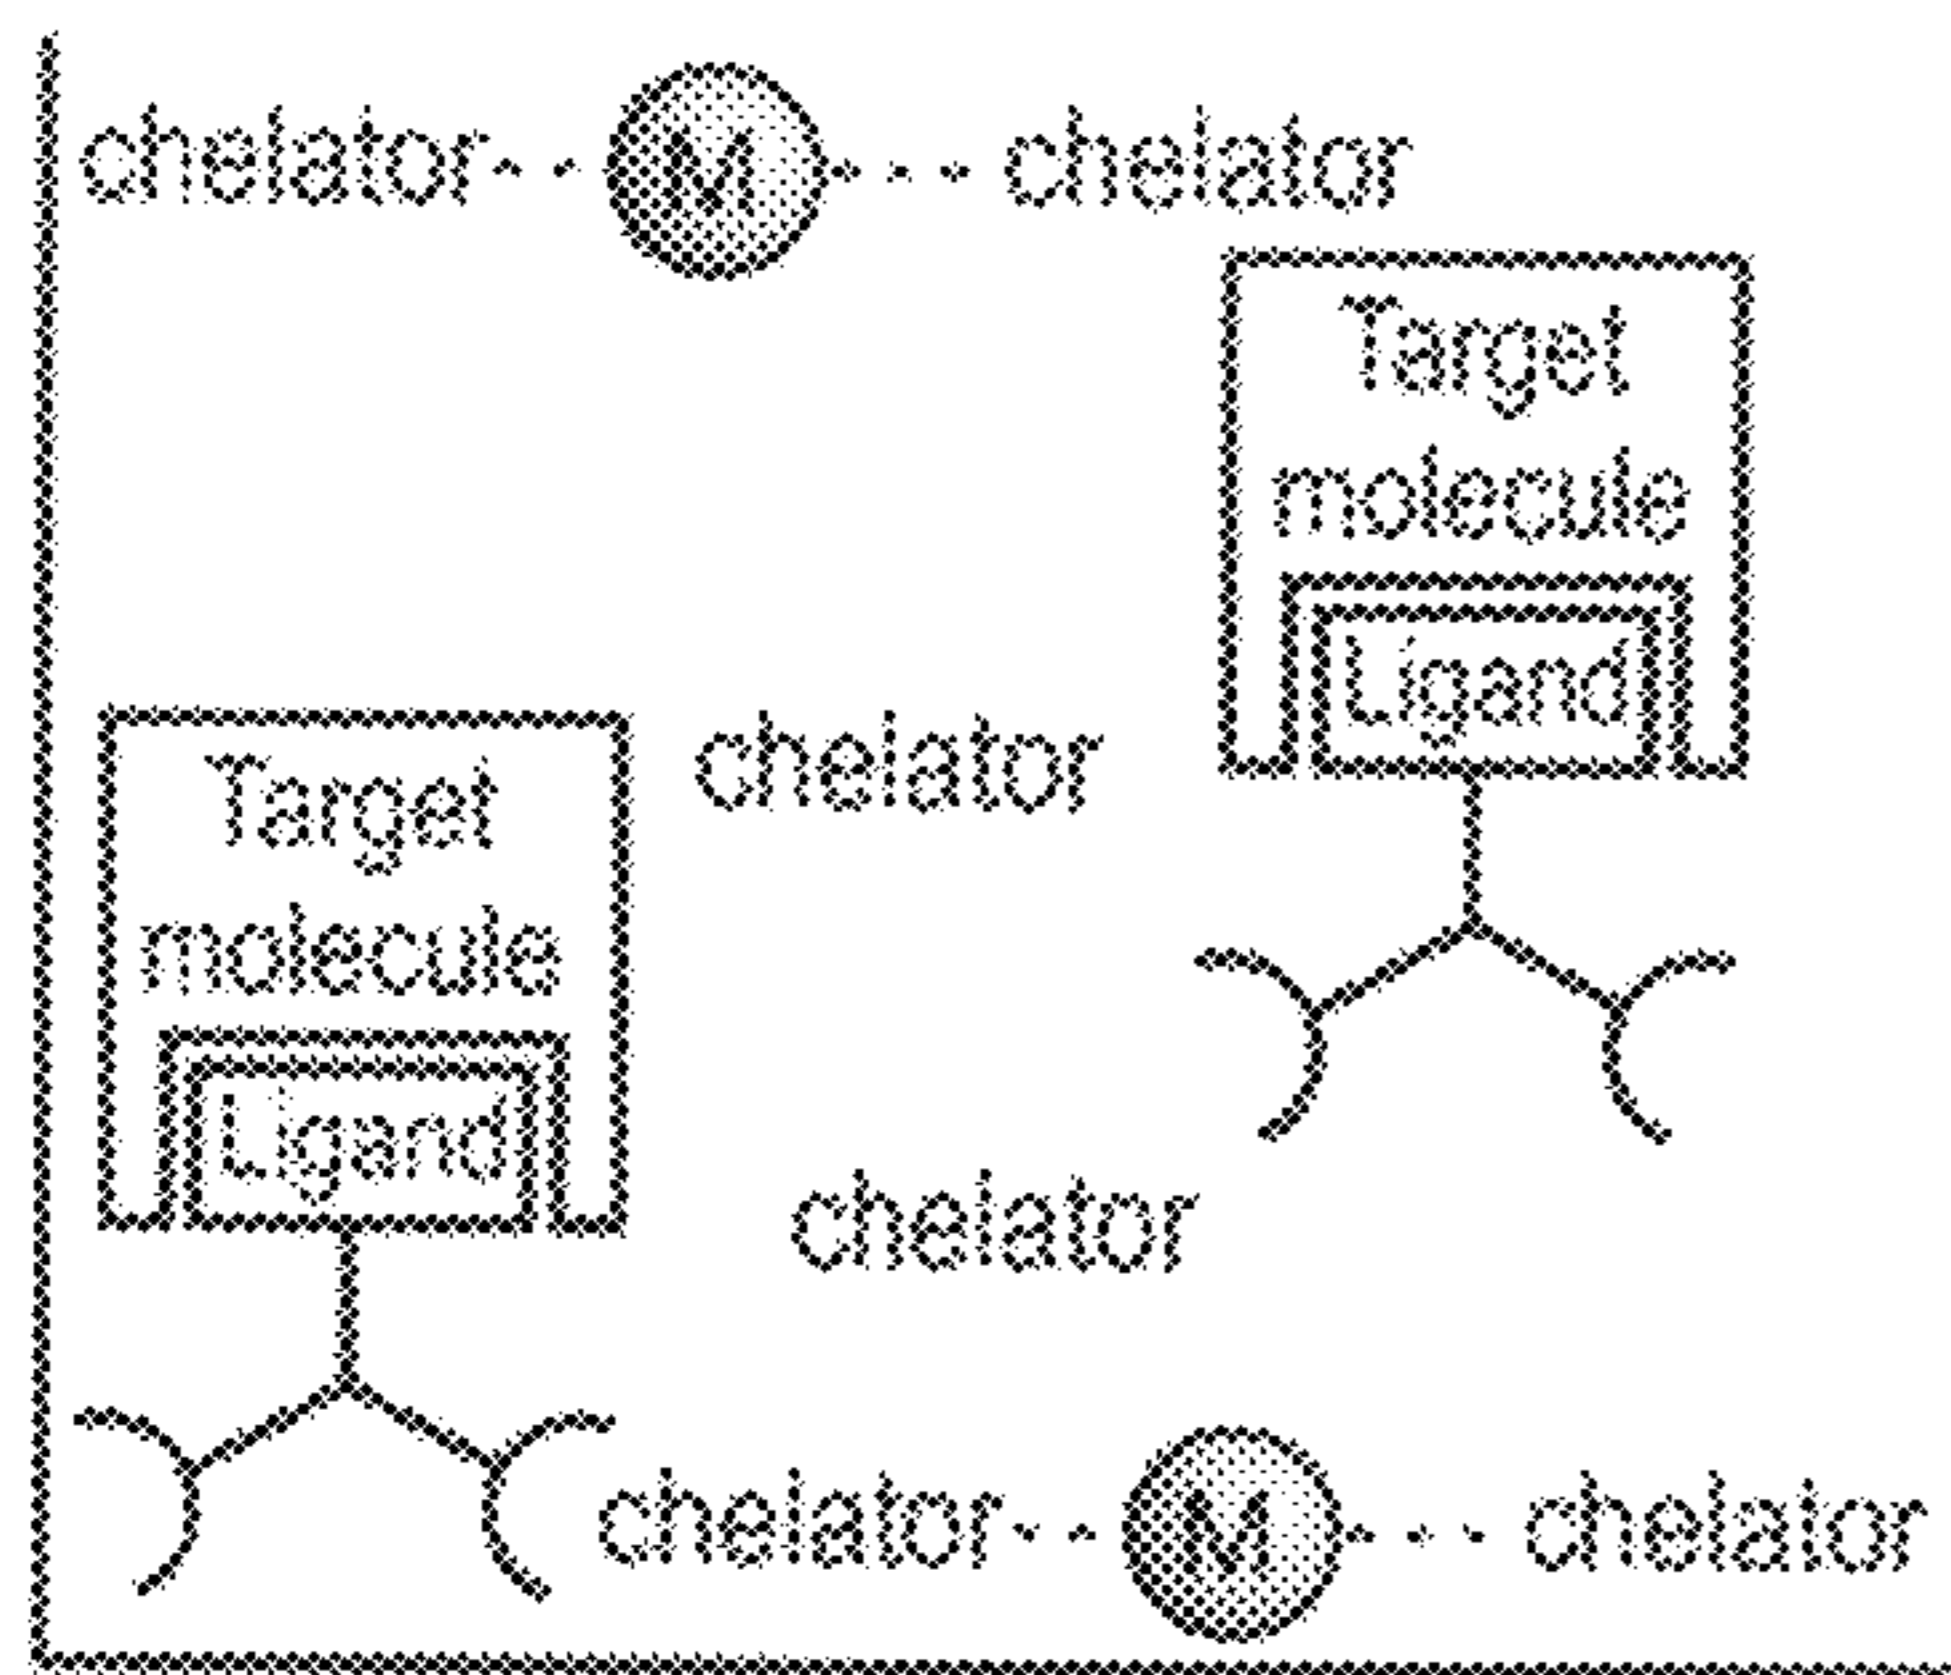 chelator M chelator
Target
molecule
Ligand
Target
molecule
Ligand
chelator
chelator
chelator M chelator